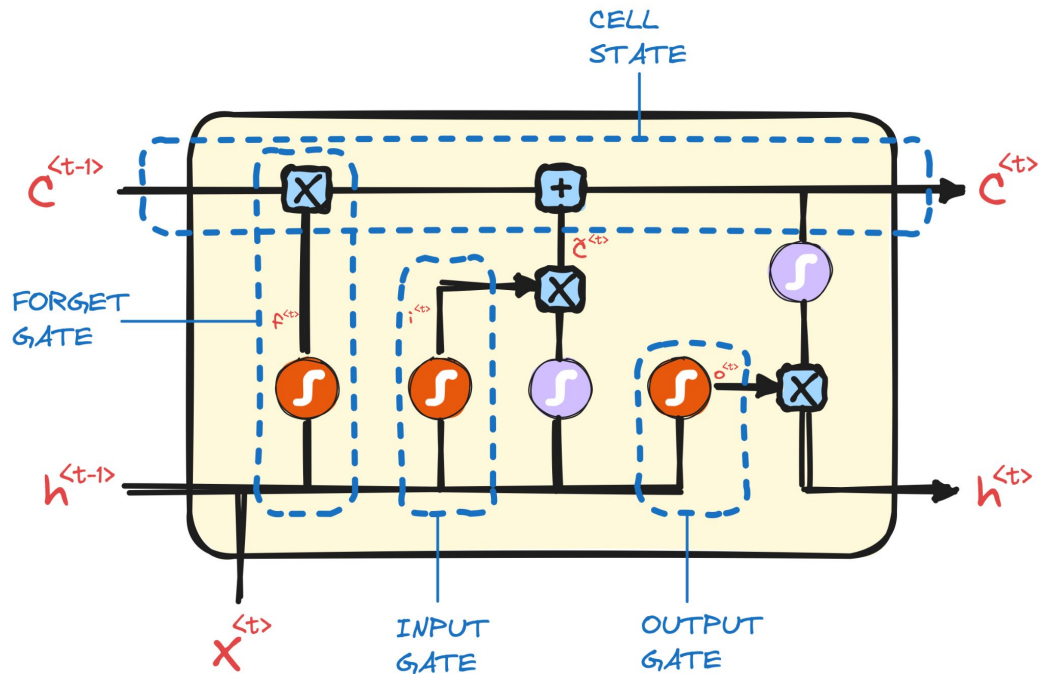 CELL
STATE
C<t-1>
C<t>
×
+
c̃<t>
×
FORGET
GATE
f<t>
i<t>
o<t>
×
h<t-1>
h<t>
X<t>
INPUT
GATE
OUTPUT
GATE